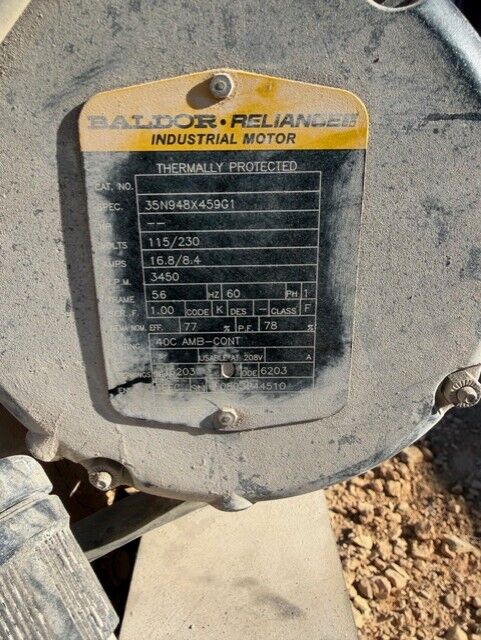 BALDOR • RELIANCE
INDUSTRIAL MOTOR
THERMALLY PROTECTED
CAT. NO.
SPEC. 35N948X459G1
HP --
VOLTS 115/230
AMPS 16.8/8.4
R.P.M. 3450
FRAME 56 HZ 60 PH 1
SER. F. 1.00 CODE K DES - CLASS F
NEMA NOM. EFF. 77 % P.F. 78 %
40C AMB-CONT
USABLE AT 208V A
6203 ODE 6203